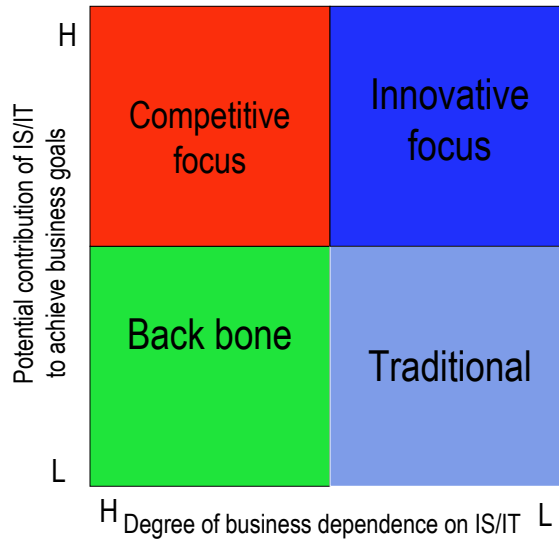 H
Competitive
focus
Innovative
focus
Potential contribution of IS/IT
to achieve business goals
Back bone
Traditional
L
H
Degree of business dependence on IS/IT
L